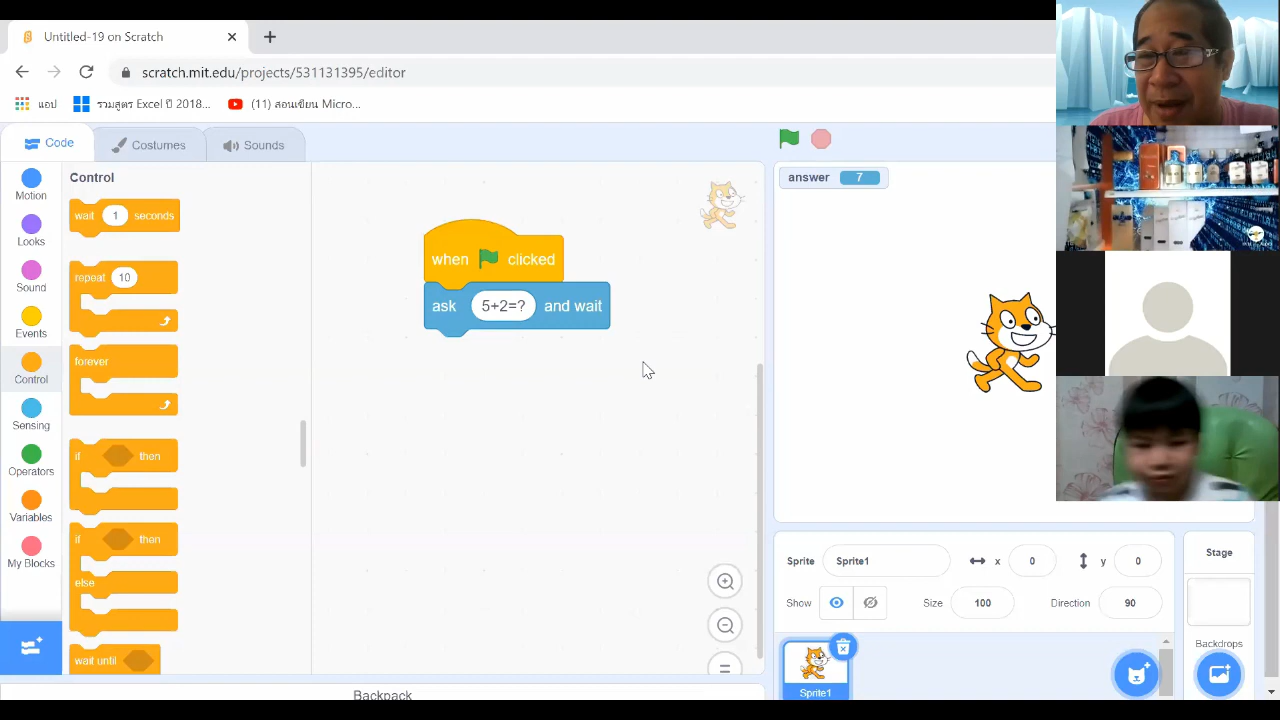 Untitled-19 on Scratch
scratch.mit.edu/projects/531131395/editor
แอป
รวมสูตร Excel ปี 2018...
(11) สอนเขียน Micro...
Code
Costumes
Sounds
Motion
Looks
Sound
Events
Control
Sensing
Operators
Variables
My Blocks
Control
wait 1 seconds
repeat 10
forever
if then
if then
else
wait until
when clicked
ask 5+2=? and wait
answer 7
Sprite Sprite1 x 0 y 0
Show Size 100 Direction 90
Sprite1
Stage
Backdrops
Backpack